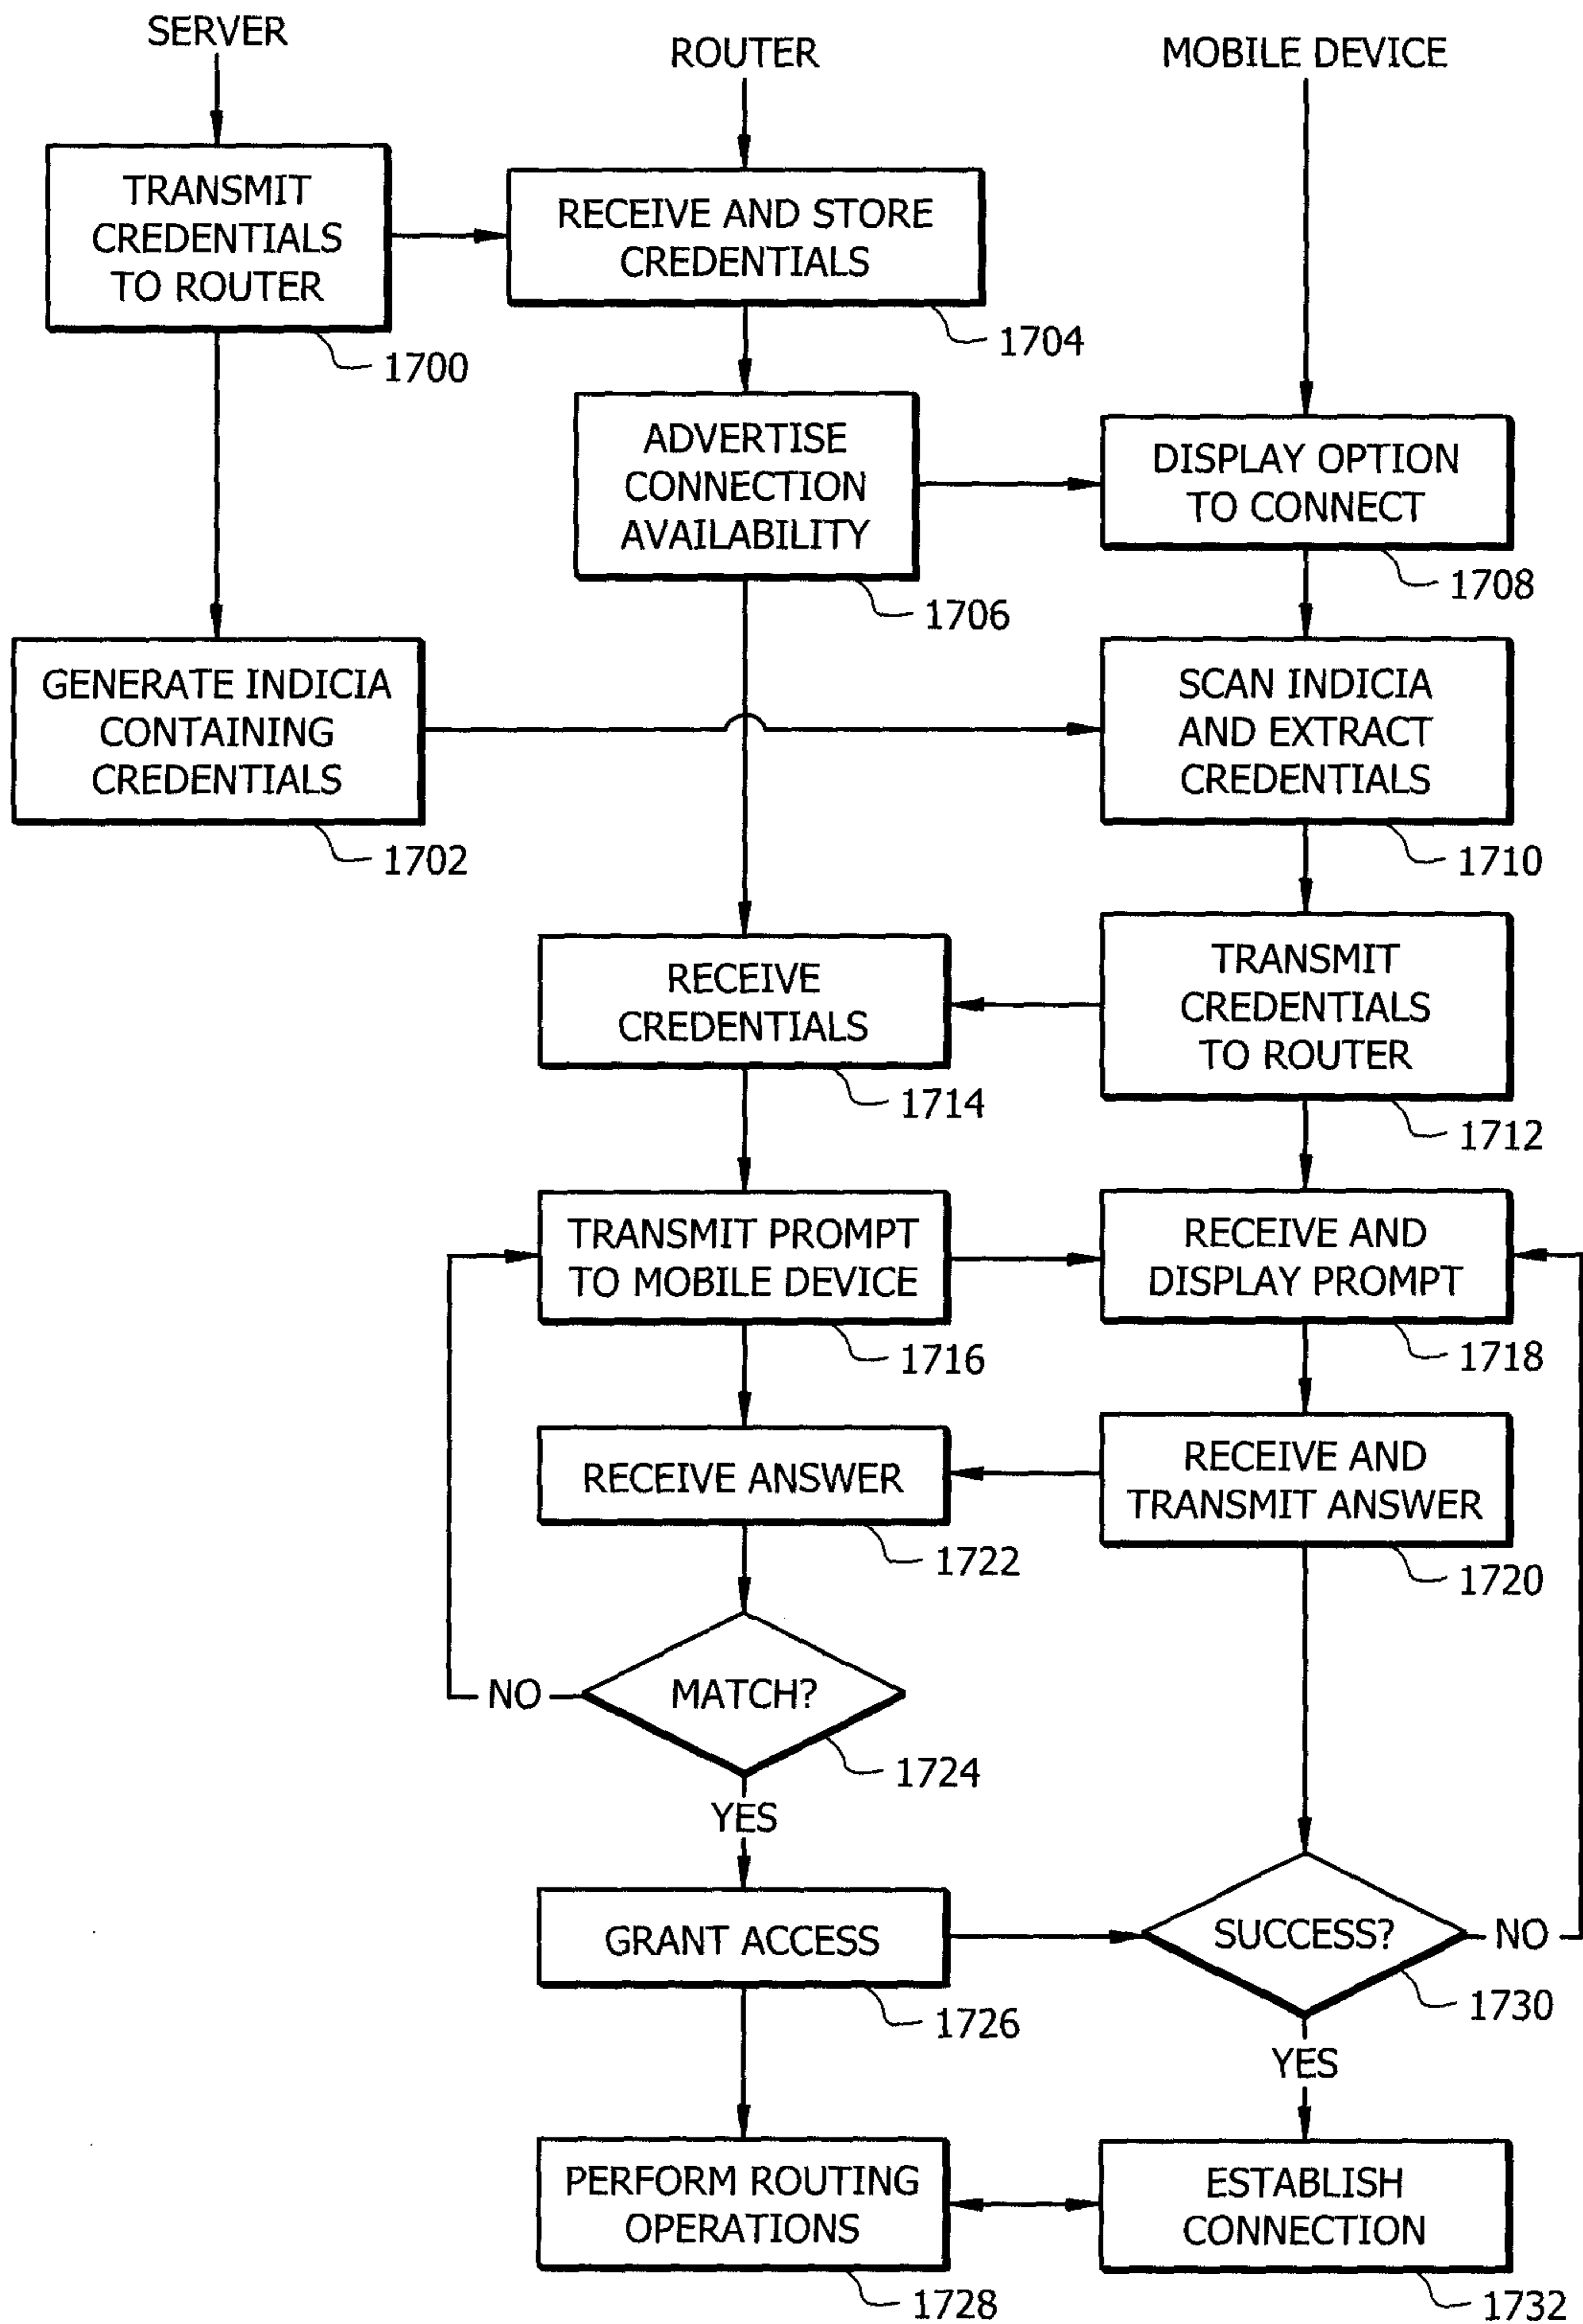 SERVER
ROUTER
MOBILE DEVICE
TRANSMIT
CREDENTIALS
TO ROUTER
1700
RECEIVE AND STORE
CREDENTIALS
1704
ADVERTISE
CONNECTION
AVAILABILITY
1706
DISPLAY OPTION
TO CONNECT
1708
GENERATE INDICIA
CONTAINING
CREDENTIALS
1702
SCAN INDICIA
AND EXTRACT
CREDENTIALS
1710
RECEIVE
CREDENTIALS
1714
TRANSMIT
CREDENTIALS
TO ROUTER
1712
TRANSMIT PROMPT
TO MOBILE DEVICE
1716
RECEIVE AND
DISPLAY PROMPT
1718
RECEIVE ANSWER
1722
RECEIVE AND
TRANSMIT ANSWER
1720
NO
MATCH?
1724
YES
GRANT ACCESS
1726
SUCCESS?
NO
1730
YES
PERFORM ROUTING
OPERATIONS
1728
ESTABLISH
CONNECTION
1732